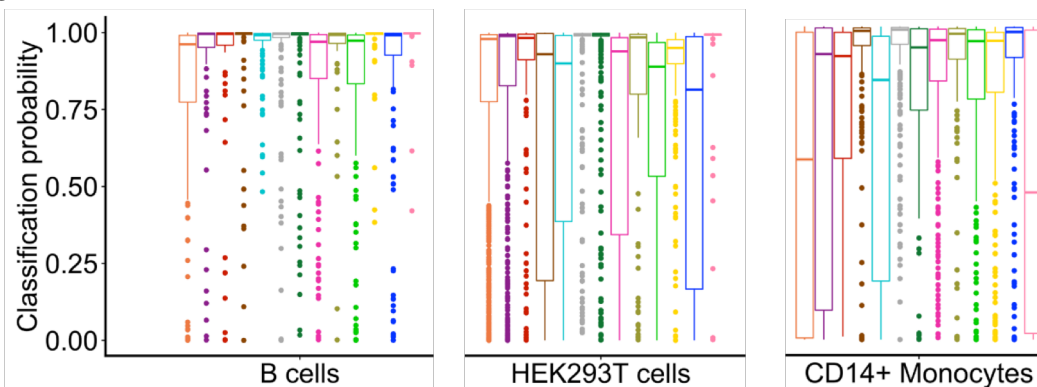 Classification probability
1.00
0.75
0.50
0.25
0.00
B cells
HEK293T cells
CD14+ Monocytes